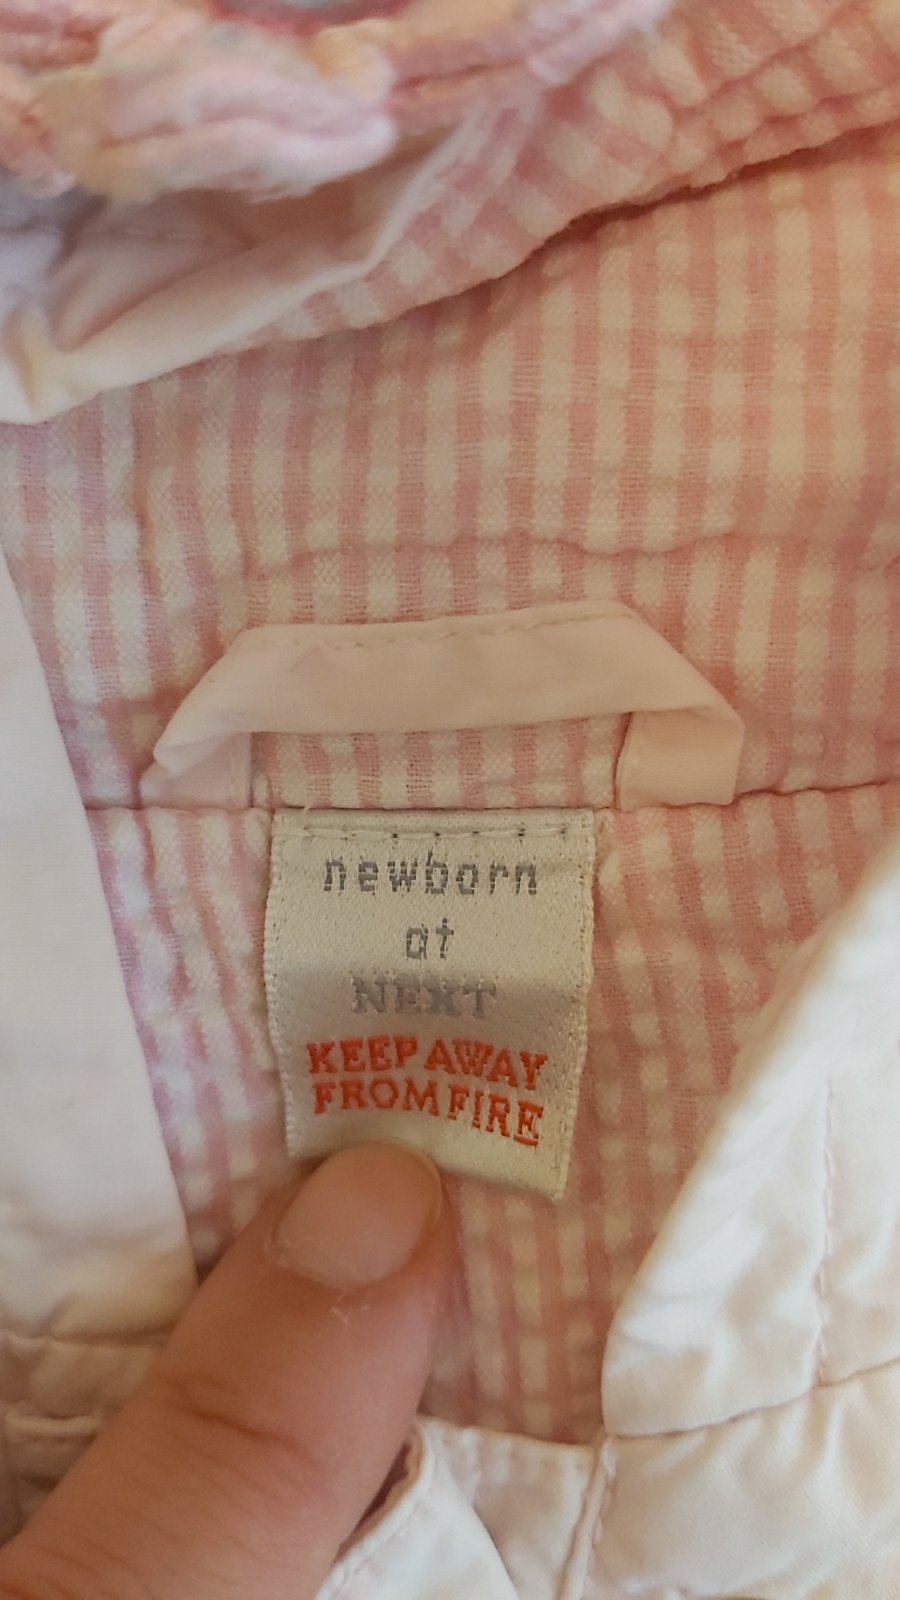 newborn
at
NEXT
KEEP AWAY
FROM FIRE